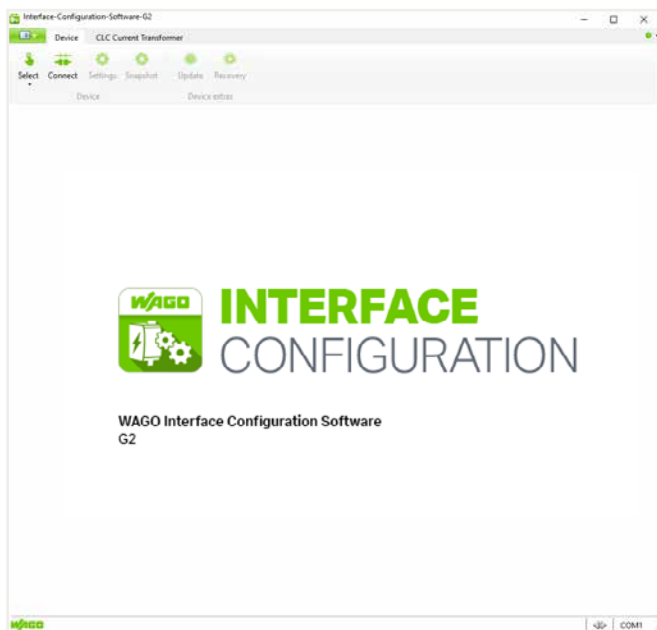 Interface-Configuration-Software-G2
Device CLC Current Transformer
Select Connect Settings Snapshot Update Recovery
Device Device extras
WAGO INTERFACE
CONFIGURATION
WAGO Interface Configuration Software
G2
WAGO COM1